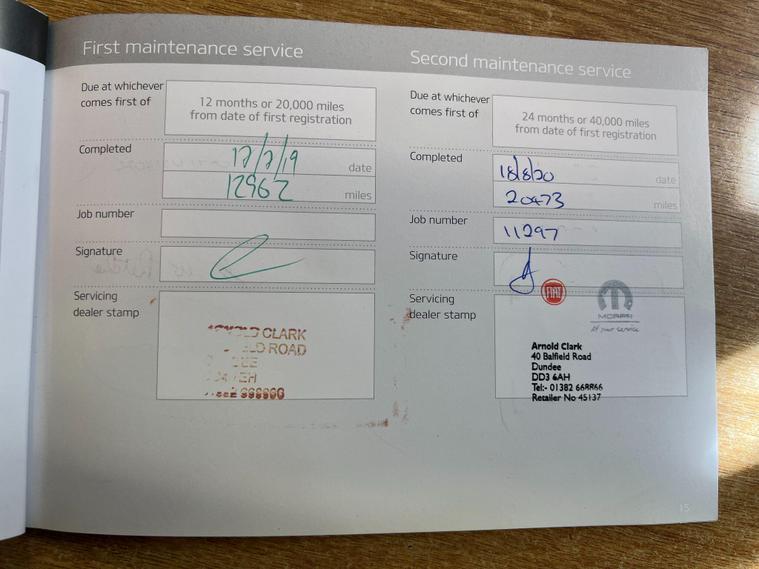 First maintenance service
Due at whichever
comes first of
12 months or 20,000 miles
from date of first registration
Completed
date
12962
miles
Job number
Signature
Servicing
dealer stamp
CLARK
ROAD
Second maintenance service
Due at whichever
comes first of
24 months or 40,000 miles
from date of first registration
Completed
18/8/20
date
20473
miles
Job number
11297
Signature
Servicing
dealer stamp
FIAT
MOPAR
At your service
Arnold Clark
40 Balfield Road
Dundee
DD3 6AH
Tel:- 01382 668866
Retailer No 45137
15